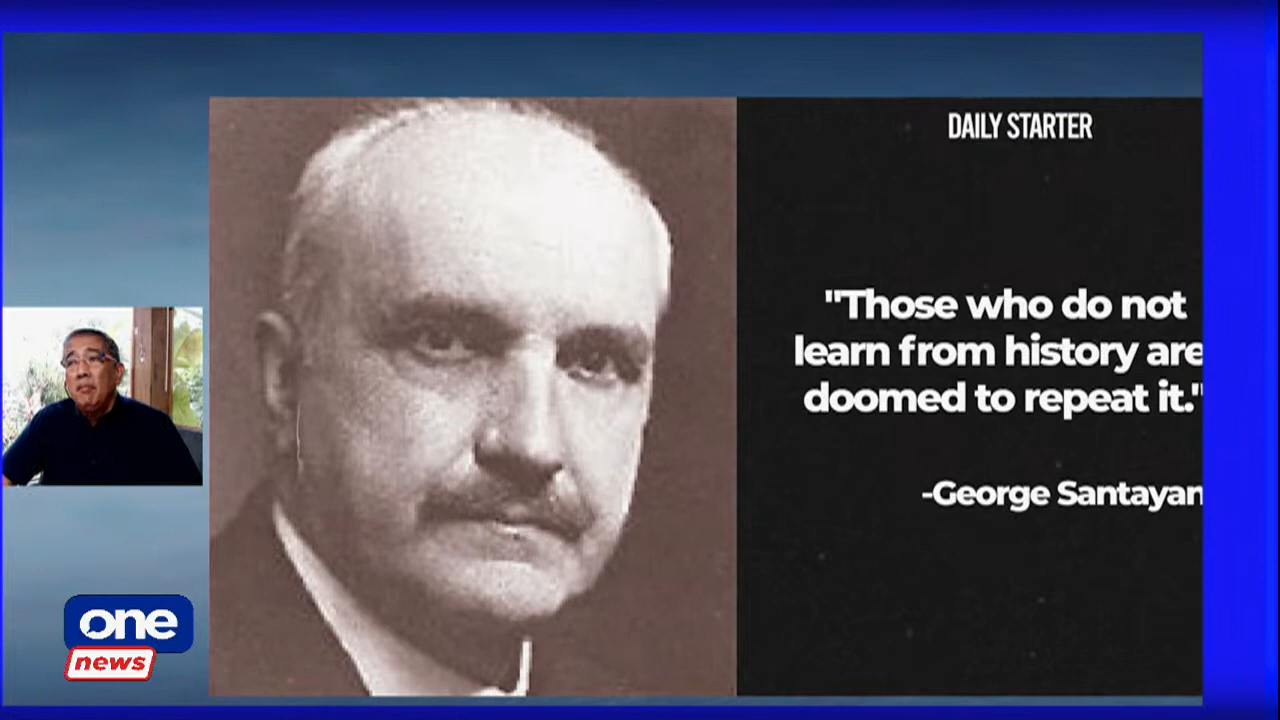 DAILY STARTER
"Those who do not
learn from history are
doomed to repeat it."
-George Santayan
one
news